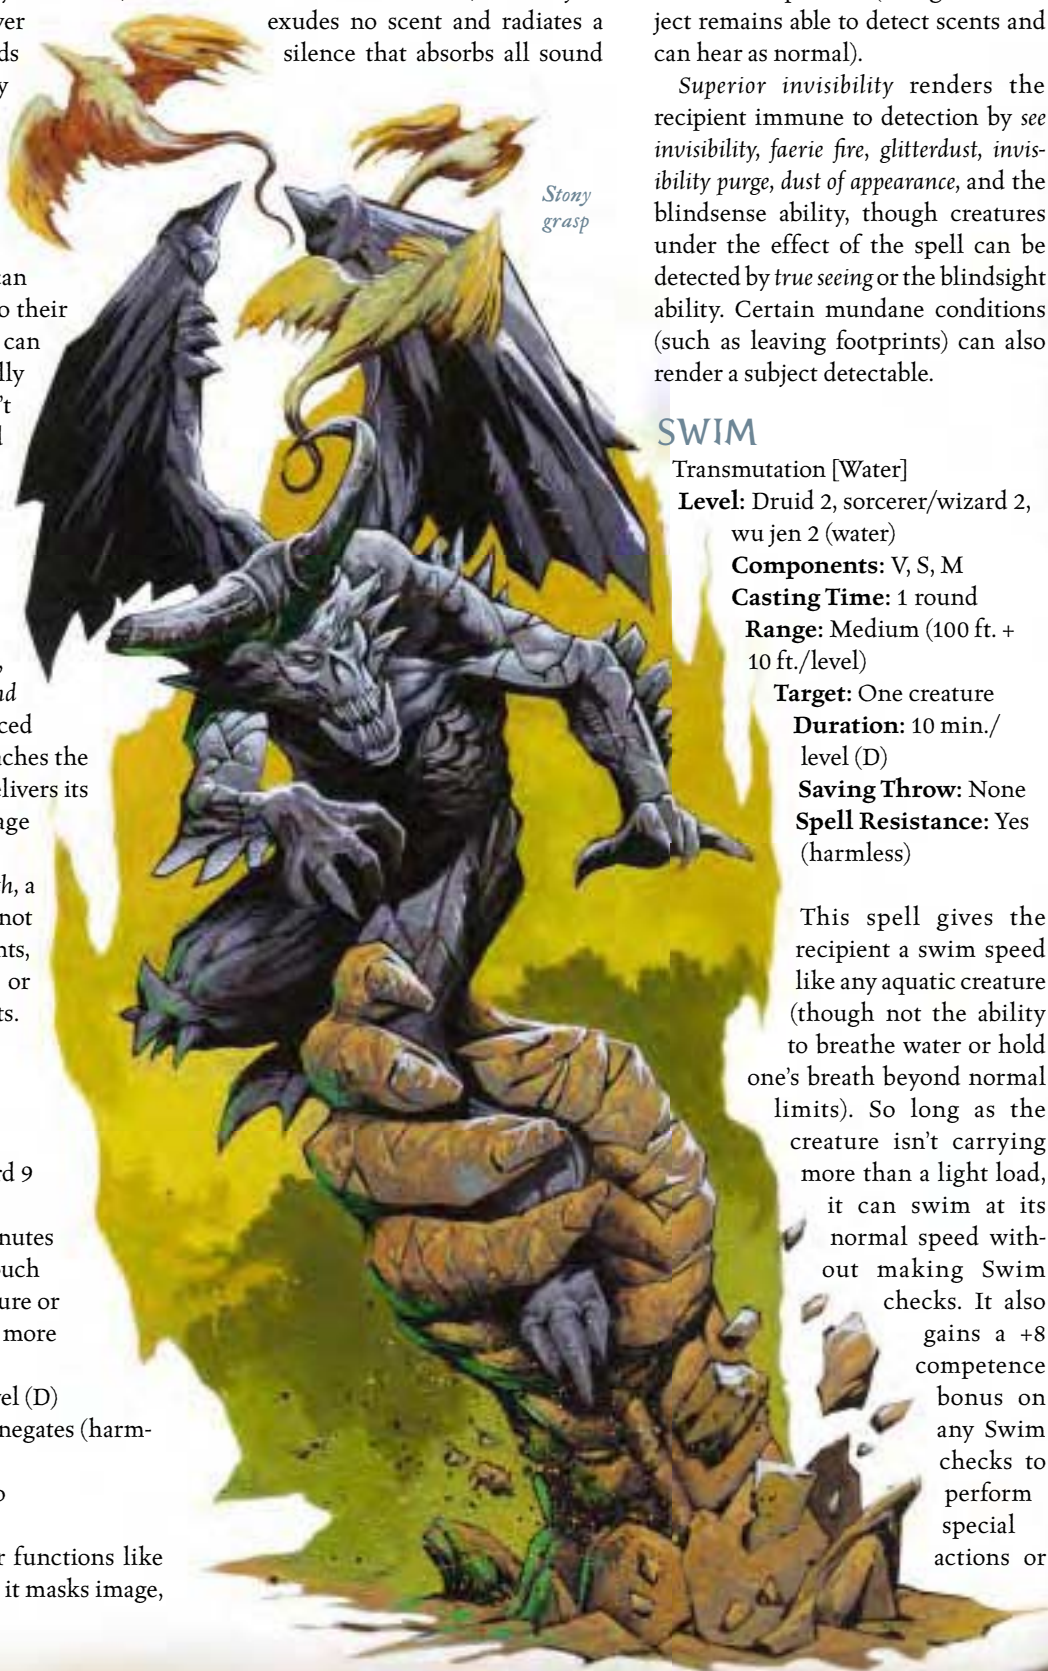 ver
ds
y
can
o their
can
lly
't
d
nd
ced
aches the
elivers its
age
th, a
not
nts,
or
ts.
rd 9
nutes
ouch
ure or
more
vel (D)
negates (harm-
o
r functions like
it masks image,
exudes no scent and radiates a
silence that absorbs all sound
Stony
grasp
ject remains able to detect scents and
can hear as normal).
Superior invisibility renders the
recipient immune to detection by see
invisibility, faerie fire, glitterdust, invis-
ibility purge, dust of appearance, and the
blindsense ability, though creatures
under the effect of the spell can be
detected by true seeing or the blindsight
ability. Certain mundane conditions
(such as leaving footprints) can also
render a subject detectable.
SWIM
Transmutation [Water]
Level: Druid 2, sorcerer/wizard 2,
wu jen 2 (water)
Components: V, S, M
Casting Time: 1 round
Range: Medium (100 ft. +
10 ft./level)
Target: One creature
Duration: 10 min./
level (D)
Saving Throw: None
Spell Resistance: Yes
(harmless)
This spell gives the
recipient a swim speed
like any aquatic creature
(though not the ability
to breathe water or hold
one's breath beyond normal
limits). So long as the
creature isn't carrying
more than a light load,
it can swim at its
normal speed with-
out making Swim
checks. It also
gains a +8
competence
bonus on
any Swim
checks to
perform
special
actions or